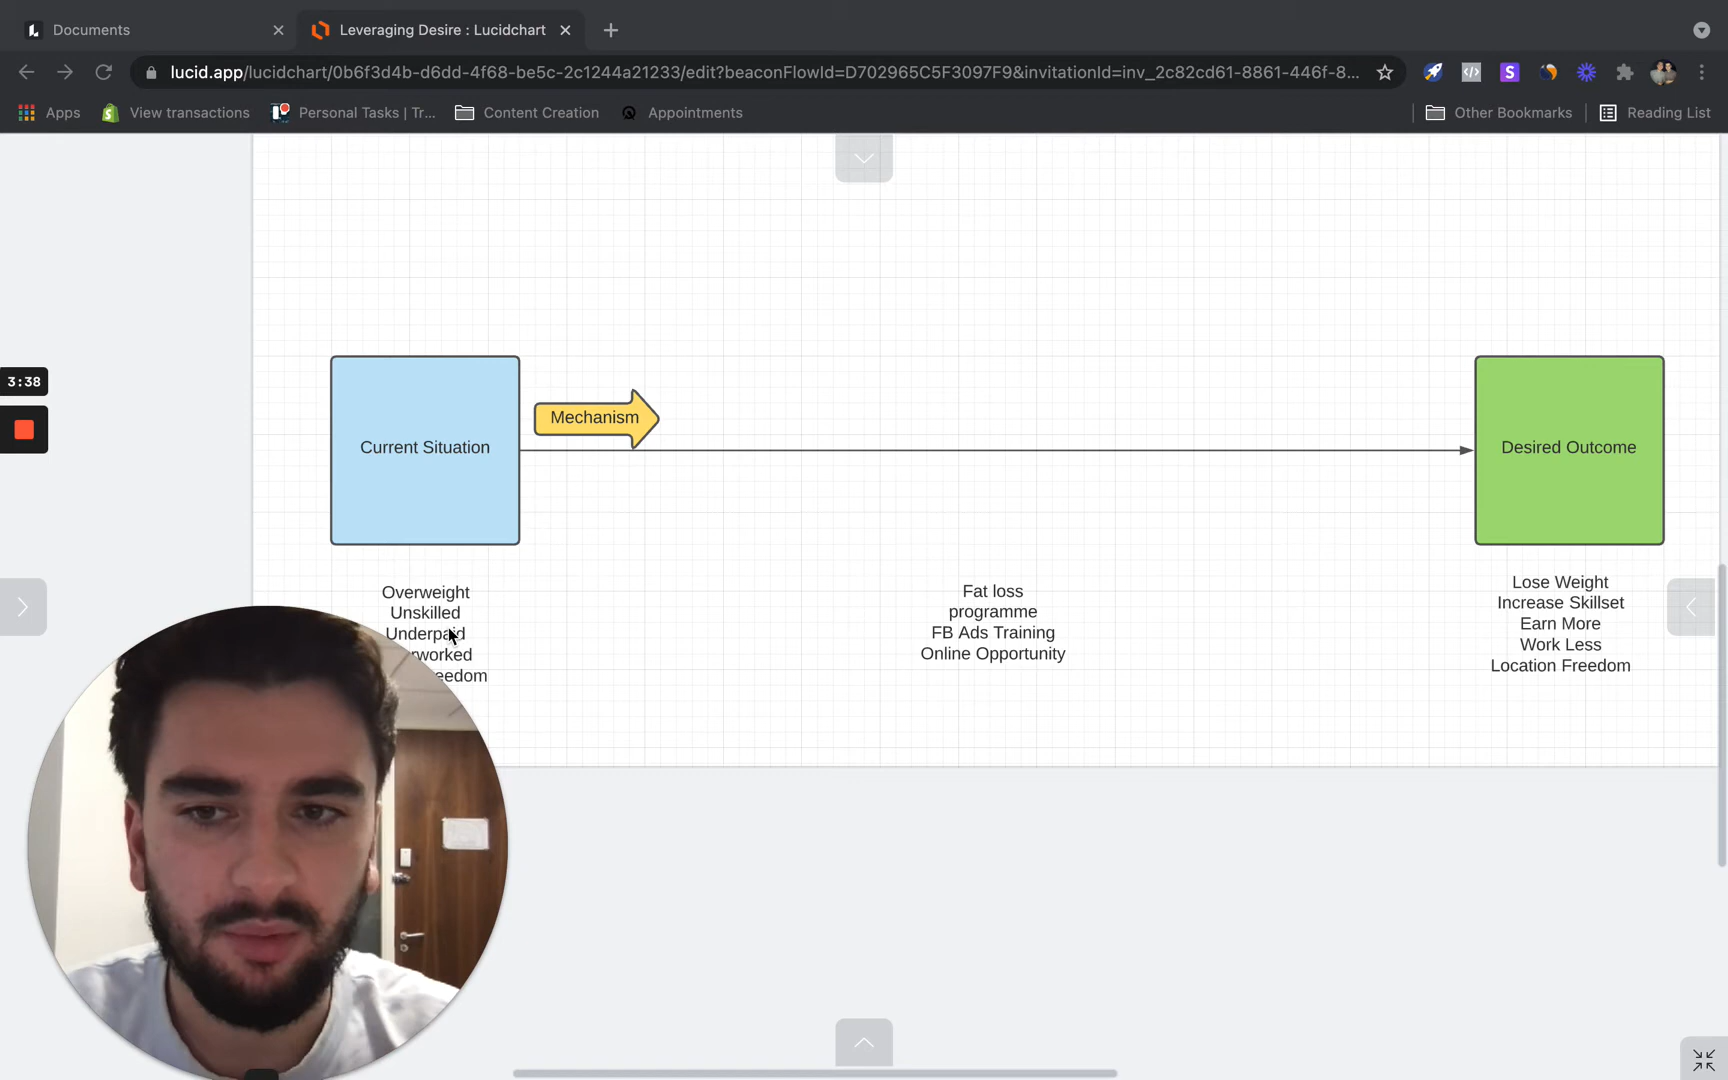 Documents
Leveraging Desire : Lucidchart
lucid.app/lucidchart/0b6f3d4b-d6dd-4f68-be5c-2c1244a21233/edit?beaconFlowId=D702965C5F3097F9&invitationId=inv_2c82cd61-8861-446f-8...
Apps
View transactions
Personal Tasks | Tr...
Content Creation
Appointments
Other Bookmarks
Reading List
3:38
Current Situation
Mechanism
Desired Outcome
Overweight
Unskilled
Underpaid
rworked
eedom
Fat loss
programme
FB Ads Training
Online Opportunity
Lose Weight
Increase Skillset
Earn More
Work Less
Location Freedom